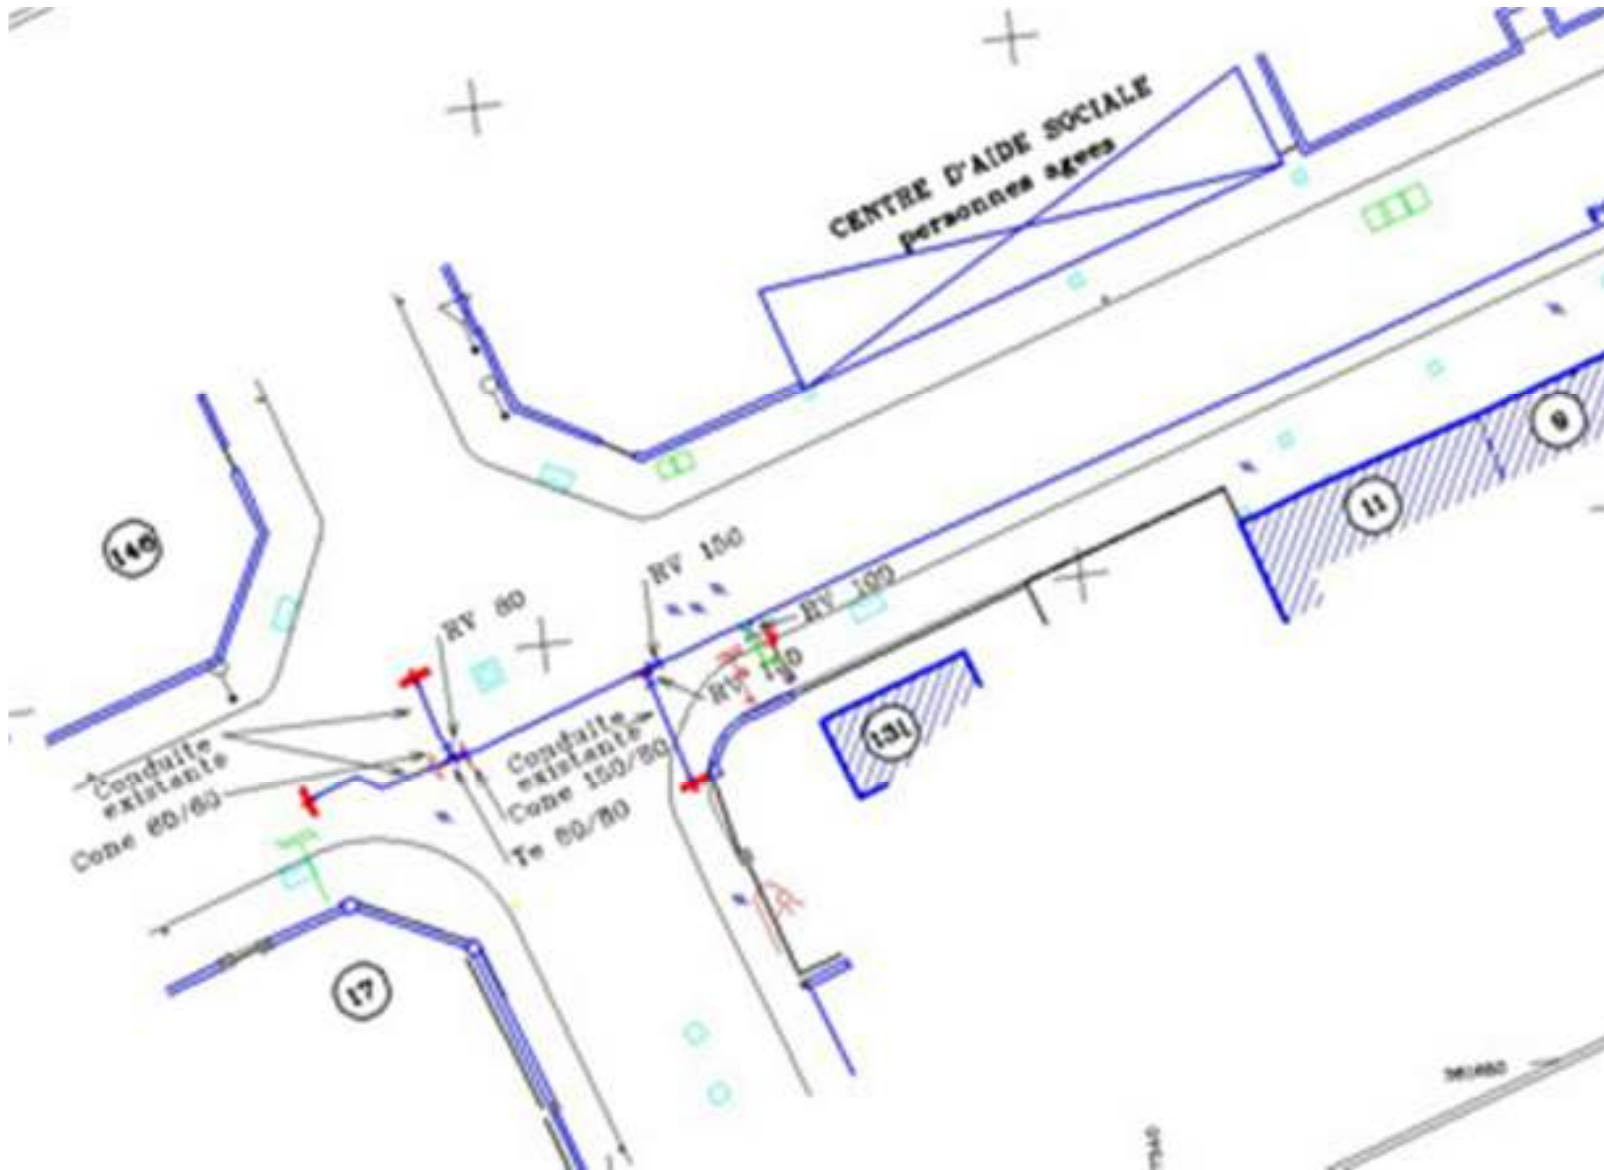 CENTRE D'AIDE SOCIALE
personnes agees
9
11
146
RV 150
RV 100
RV 80
131
Conduite
existante
Cone 150/80
Te 80/80
Conduite
existante
Cone 80/60
17